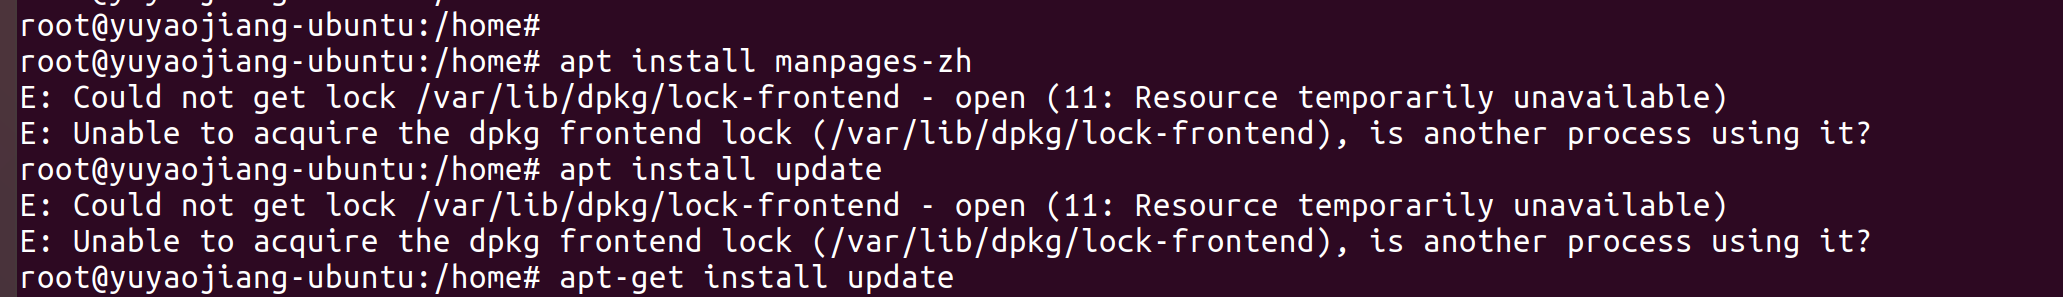 root@yuyaojiang-ubuntu:/home#
root@yuyaojiang-ubuntu:/home# apt install manpages-zh
E: Could not get lock /var/lib/dpkg/lock-frontend - open (11: Resource temporarily unavailable)
E: Unable to acquire the dpkg frontend lock (/var/lib/dpkg/lock-frontend), is another process using it?
root@yuyaojiang-ubuntu:/home# apt install update
E: Could not get lock /var/lib/dpkg/lock-frontend - open (11: Resource temporarily unavailable)
E: Unable to acquire the dpkg frontend lock (/var/lib/dpkg/lock-frontend), is another process using it?
root@yuyaojiang-ubuntu:/home# apt-get install update